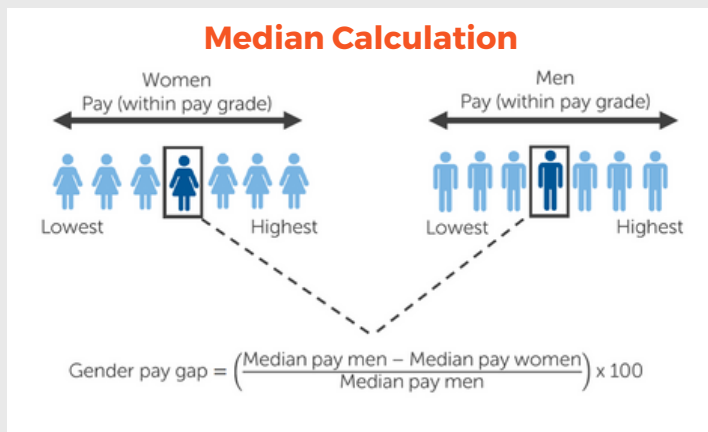 Median Calculation
Women
Pay (within pay grade)
Men
Pay (within pay grade)
Lowest
Highest
Lowest
Highest
Gender pay gap = (Median pay men – Median pay women / Median pay men) x 100